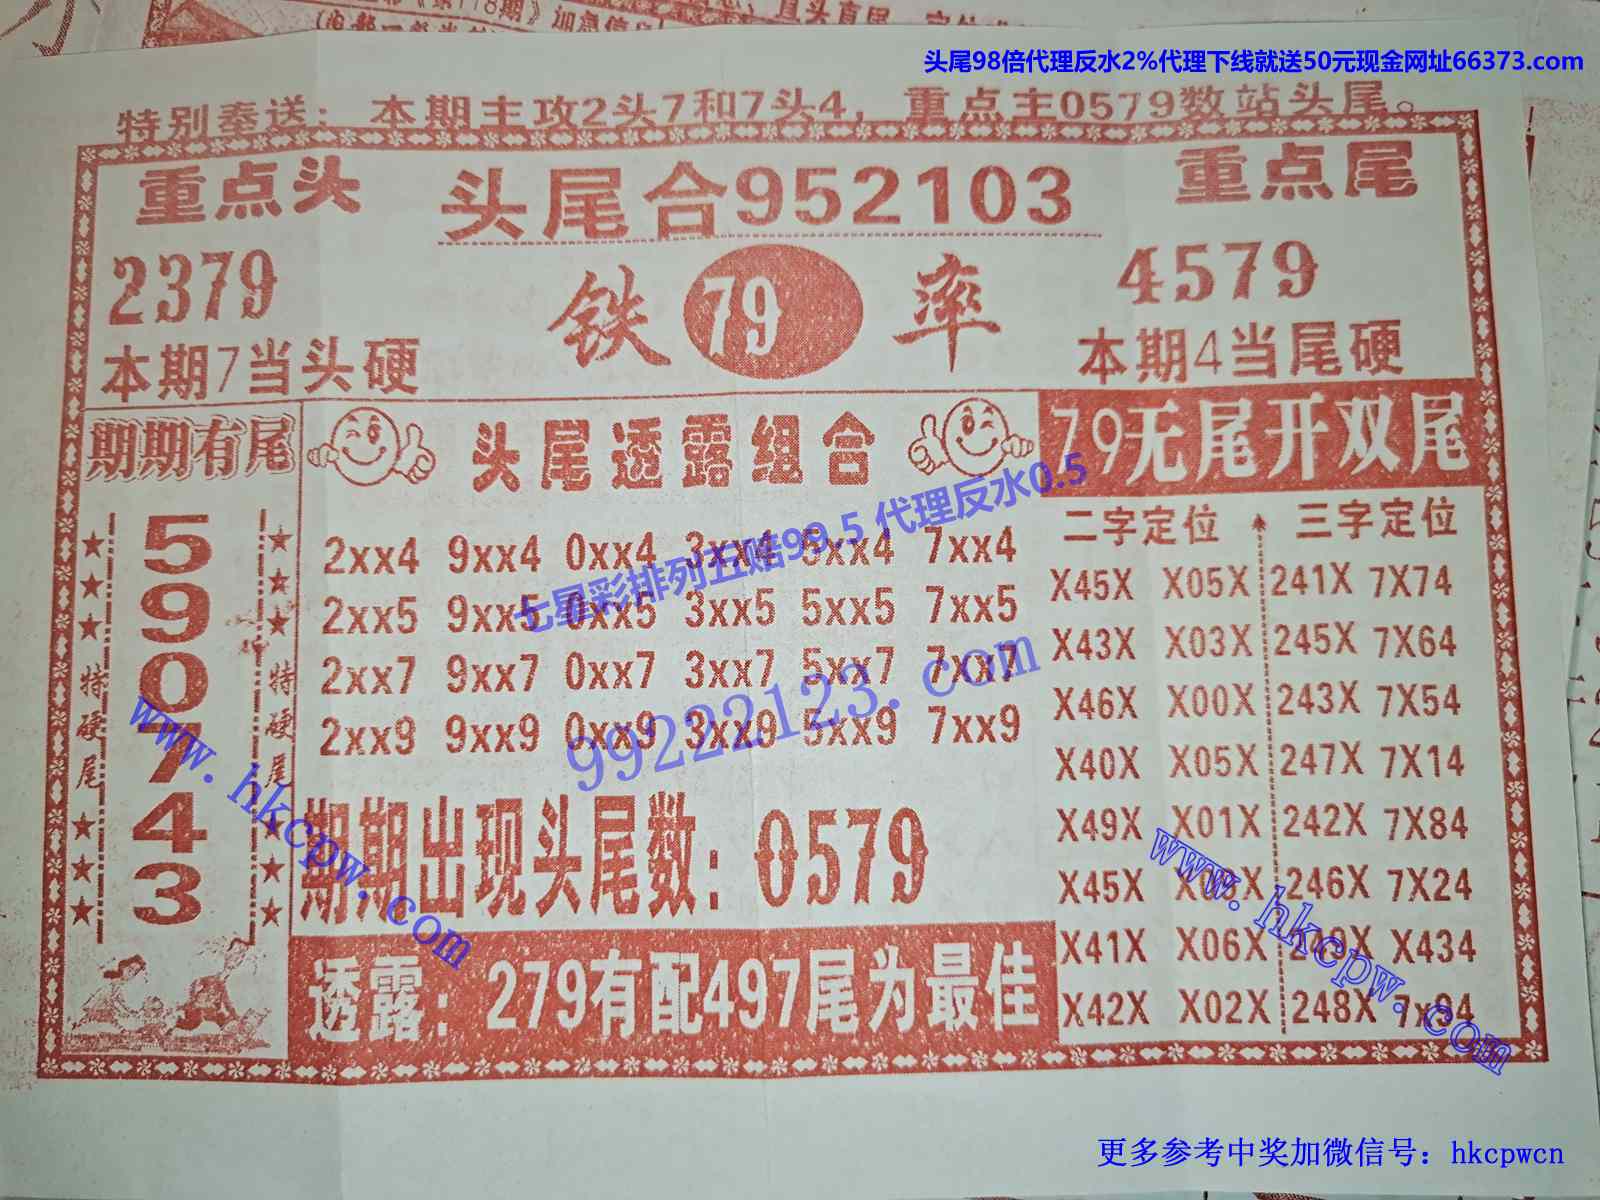 头尾98倍代理反水2%代理下线就送50元现金网址66373.com
特别奉送：本期主攻2头7和7头4，重点主0579数站头尾。
重点头
头尾合952103
重点尾
2379
铁 79 率
4579
本期7当头硬
本期4当尾硬
期期有尾
头尾透露组合
79无尾开双尾
二字定位 三字定位
5
9
0
7
4
3
特硬尾
特硬尾
2xx4 9xx4 0xx4 3xx4 5xx4 7xx4
2xx5 9xx5 0xx5 3xx5 5xx5 7xx5
2xx7 9xx7 0xx7 3xx7 5xx7 7xx7
2xx9 9xx9 0xx9 3xx9 5xx9 7xx9
七星彩排列五赔99.5 代理反水0.5
99222123.com
X45X X05X 241X 7X74
X43X X03X 245X 7X64
X46X X00X 243X 7X54
X40X X05X 247X 7X14
X49X X01X 242X 7X84
X45X 246X 7X24
X41X X06X 249X X434
X42X X02X 248X 7x94
期期出现头尾数：0579
透露：279有配497尾为最佳
www.hkcpw.com
www.hkcpw.com
更多参考中奖加微信号：hkcpwcn